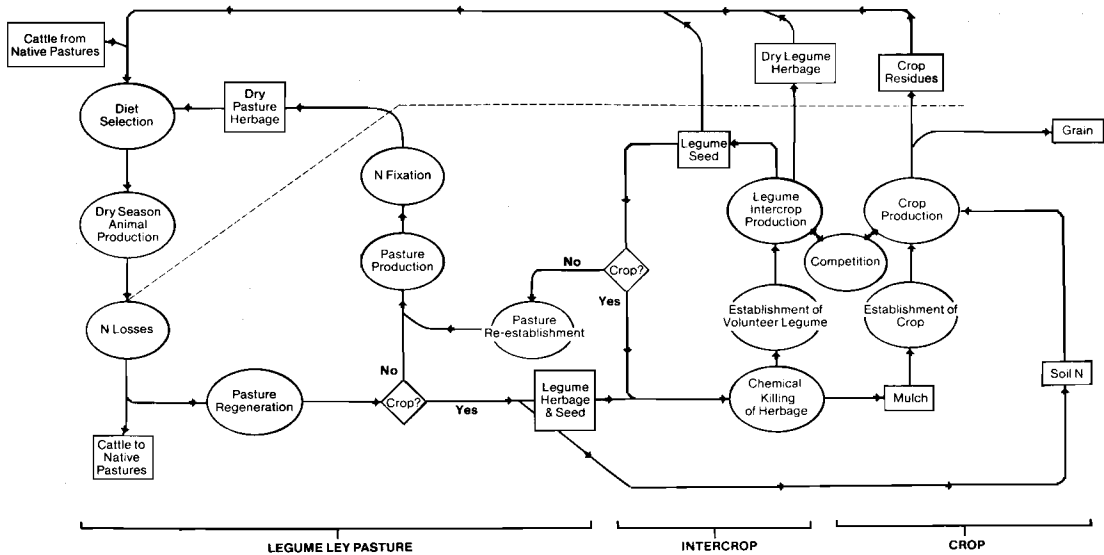 Cattle from
Native Pastures
Diet
Selection
Dry
Pasture
Herbage
Dry Legume
Herbage
Crop
Residues
Grain
Legume
Seed
N Fixation
Dry Season
Animal
Production
Pasture
Production
Legume
Intercrop
Production
Crop
Production
Competition
No
Crop?
Yes
N Losses
Pasture
Re-establishment
Establishment of
Volunteer Legume
Establishment of
Crop
Soil N
Pasture
Regeneration
No
Crop?
Yes
Legume
Herbage
& Seed
Chemical
Killing
of Herbage
Mulch
Cattle to
Native
Pastures
LEGUME LEY PASTURE
INTERCROP
CROP